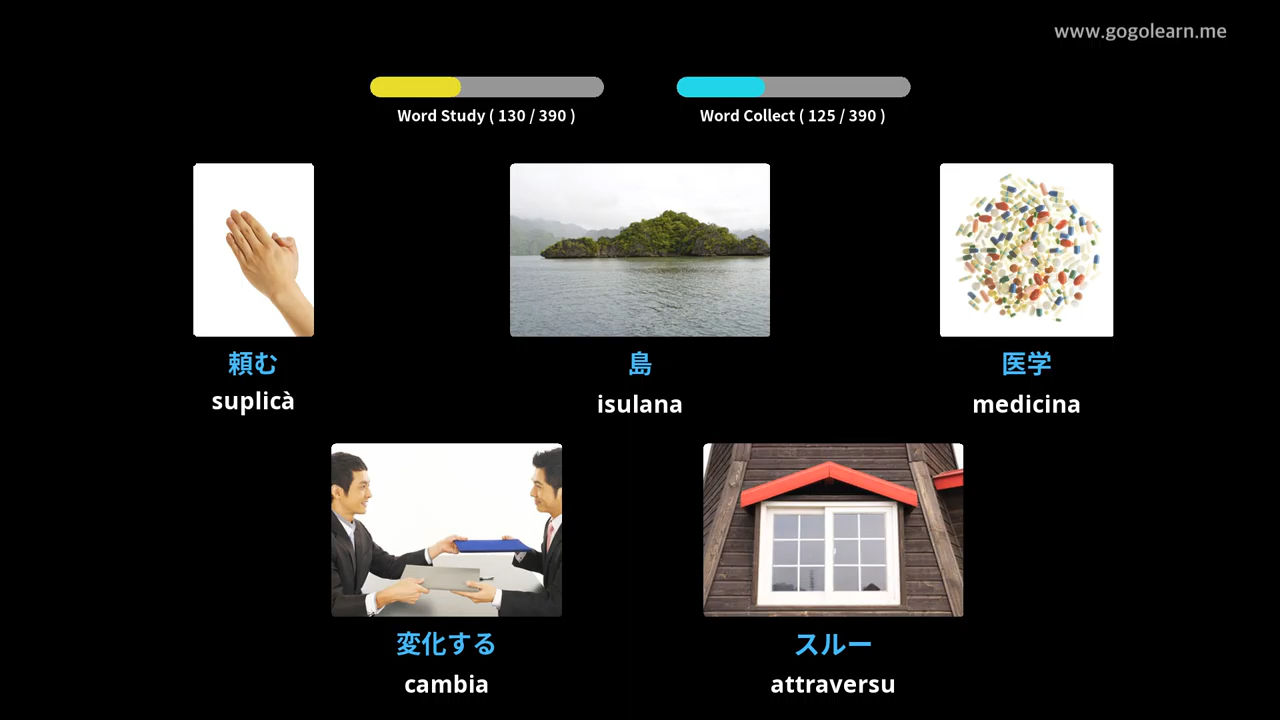 www.gogolearn.me
Word Study ( 130 / 390 )
Word Collect ( 125 / 390 )
頼む
suplicà
島
isulana
医学
medicina
変化する
cambia
スルー
attraversu